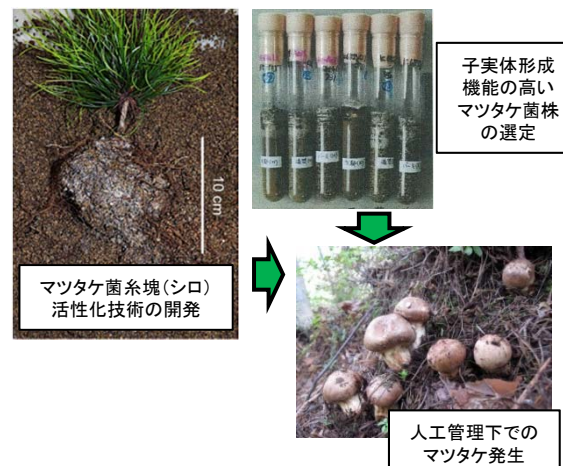 子実体形成
機能の高い
マツタケ菌株
の選定
10 cm
マツタケ菌糸塊（シロ）
活性化技術の開発
人工管理下での
マツタケ発生